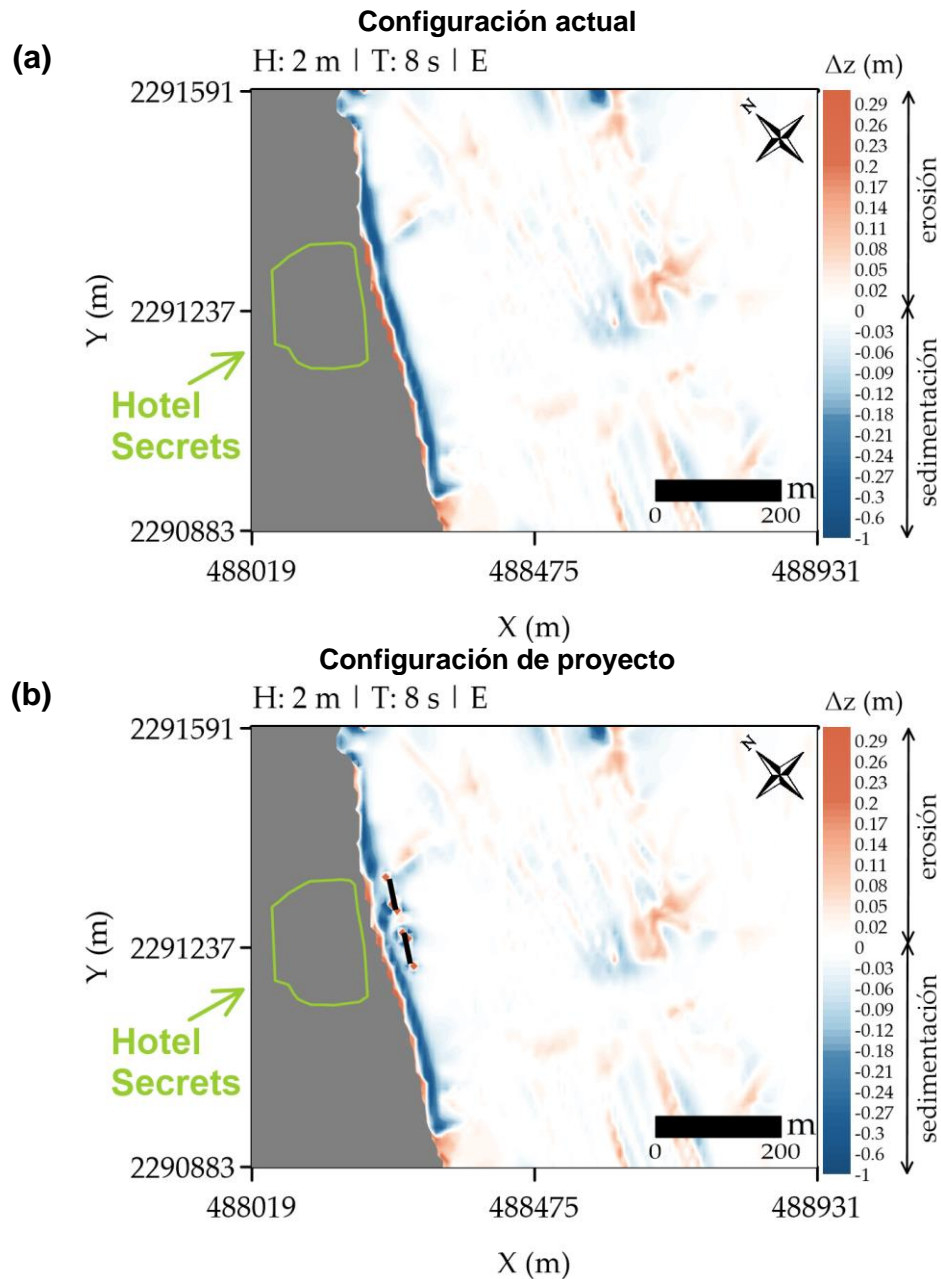 Configuración actual
(a)
H: 2 m | T: 8 s | E
Δz (m)
N
2291591
2291237
2290883
Y (m)
Hotel
Secrets
0.29
0.26
0.23
0.2
0.17
0.14
0.11
0.08
0.05
0.02
0
-0.03
-0.06
-0.09
-0.12
-0.18
-0.21
-0.24
-0.27
-0.3
-0.6
-1
erosión
sedimentación
m
0 200
488019 488475 488931
X (m)
Configuración de proyecto
(b)
H: 2 m | T: 8 s | E
Δz (m)
N
2291591
2291237
2290883
Y (m)
Hotel
Secrets
0.29
0.26
0.23
0.2
0.17
0.14
0.11
0.08
0.05
0.02
0
-0.03
-0.06
-0.09
-0.12
-0.18
-0.21
-0.24
-0.27
-0.3
-0.6
-1
erosión
sedimentación
m
0 200
488019 488475 488931
X (m)